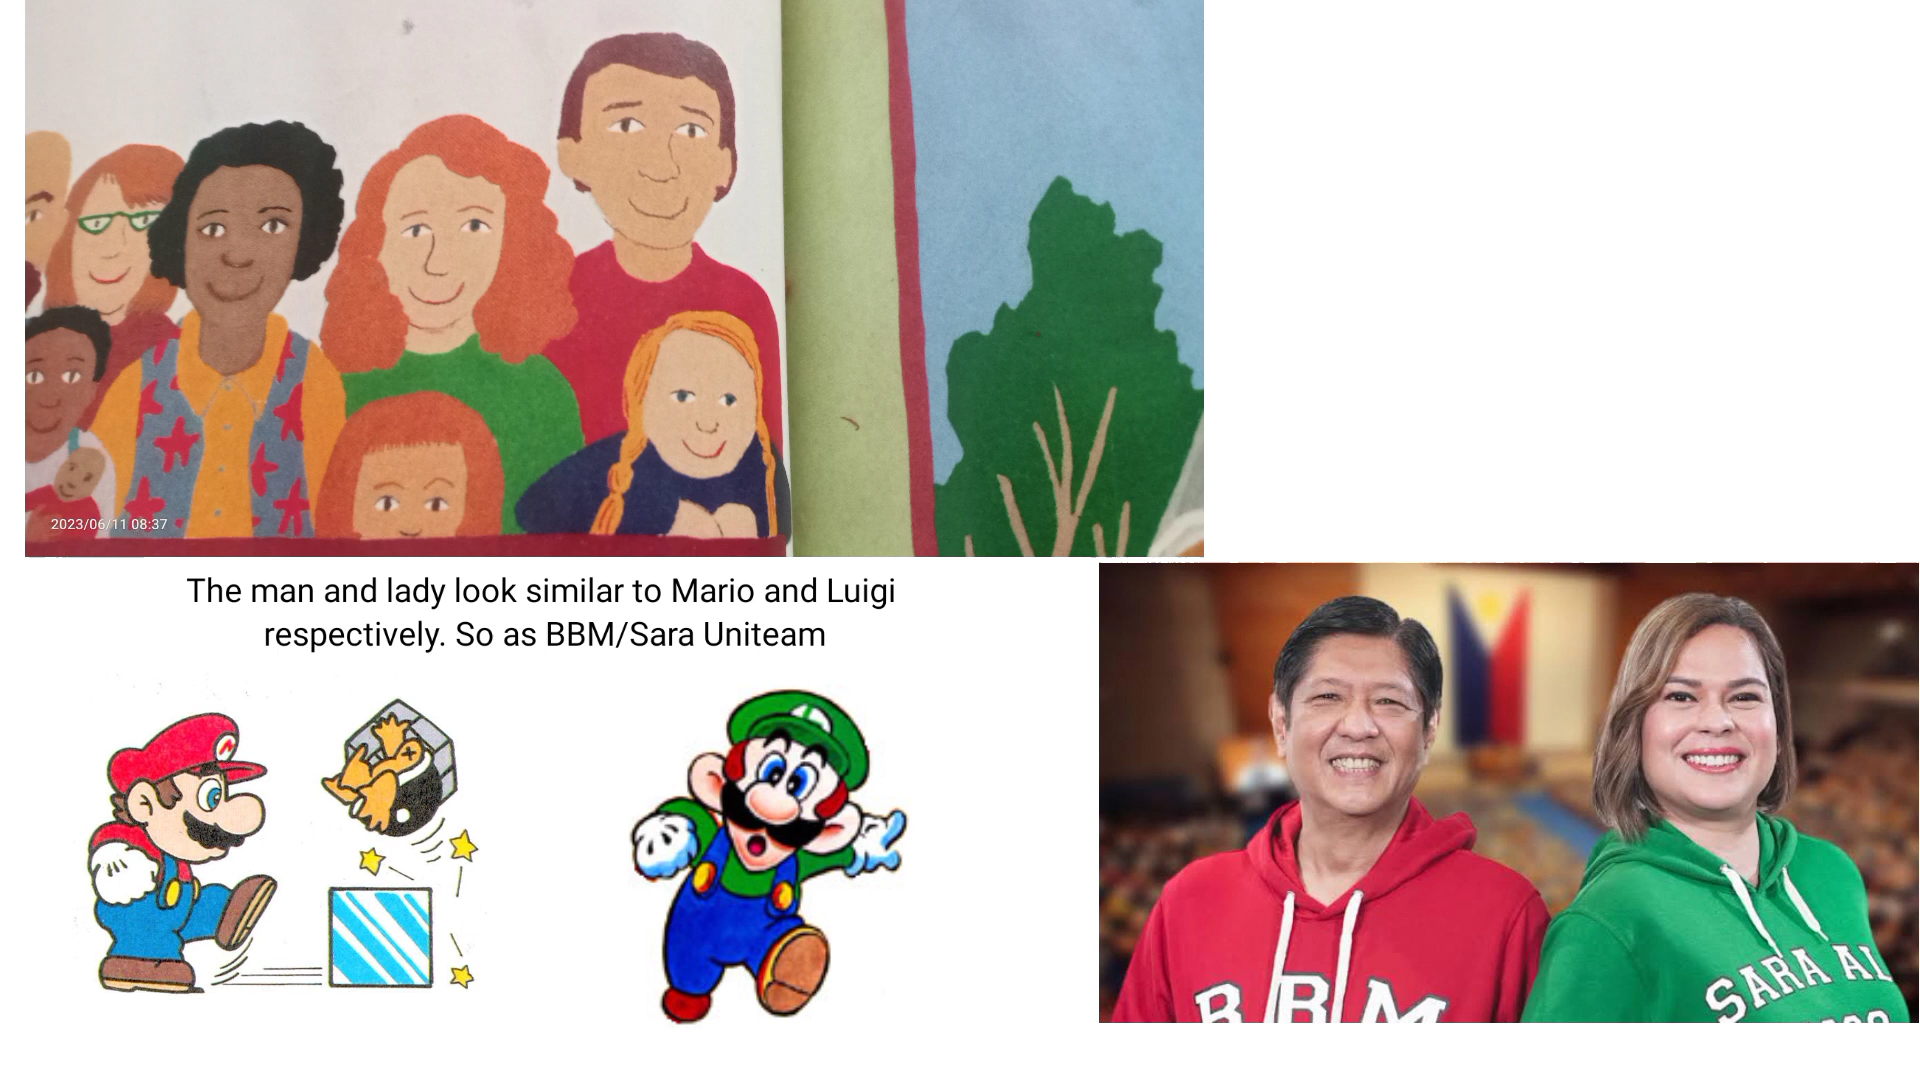 2023/06/11 08:37
The man and lady look similar to Mario and Luigi
respectively. So as BBM/Sara Uniteam
M
BBM
SARA AL